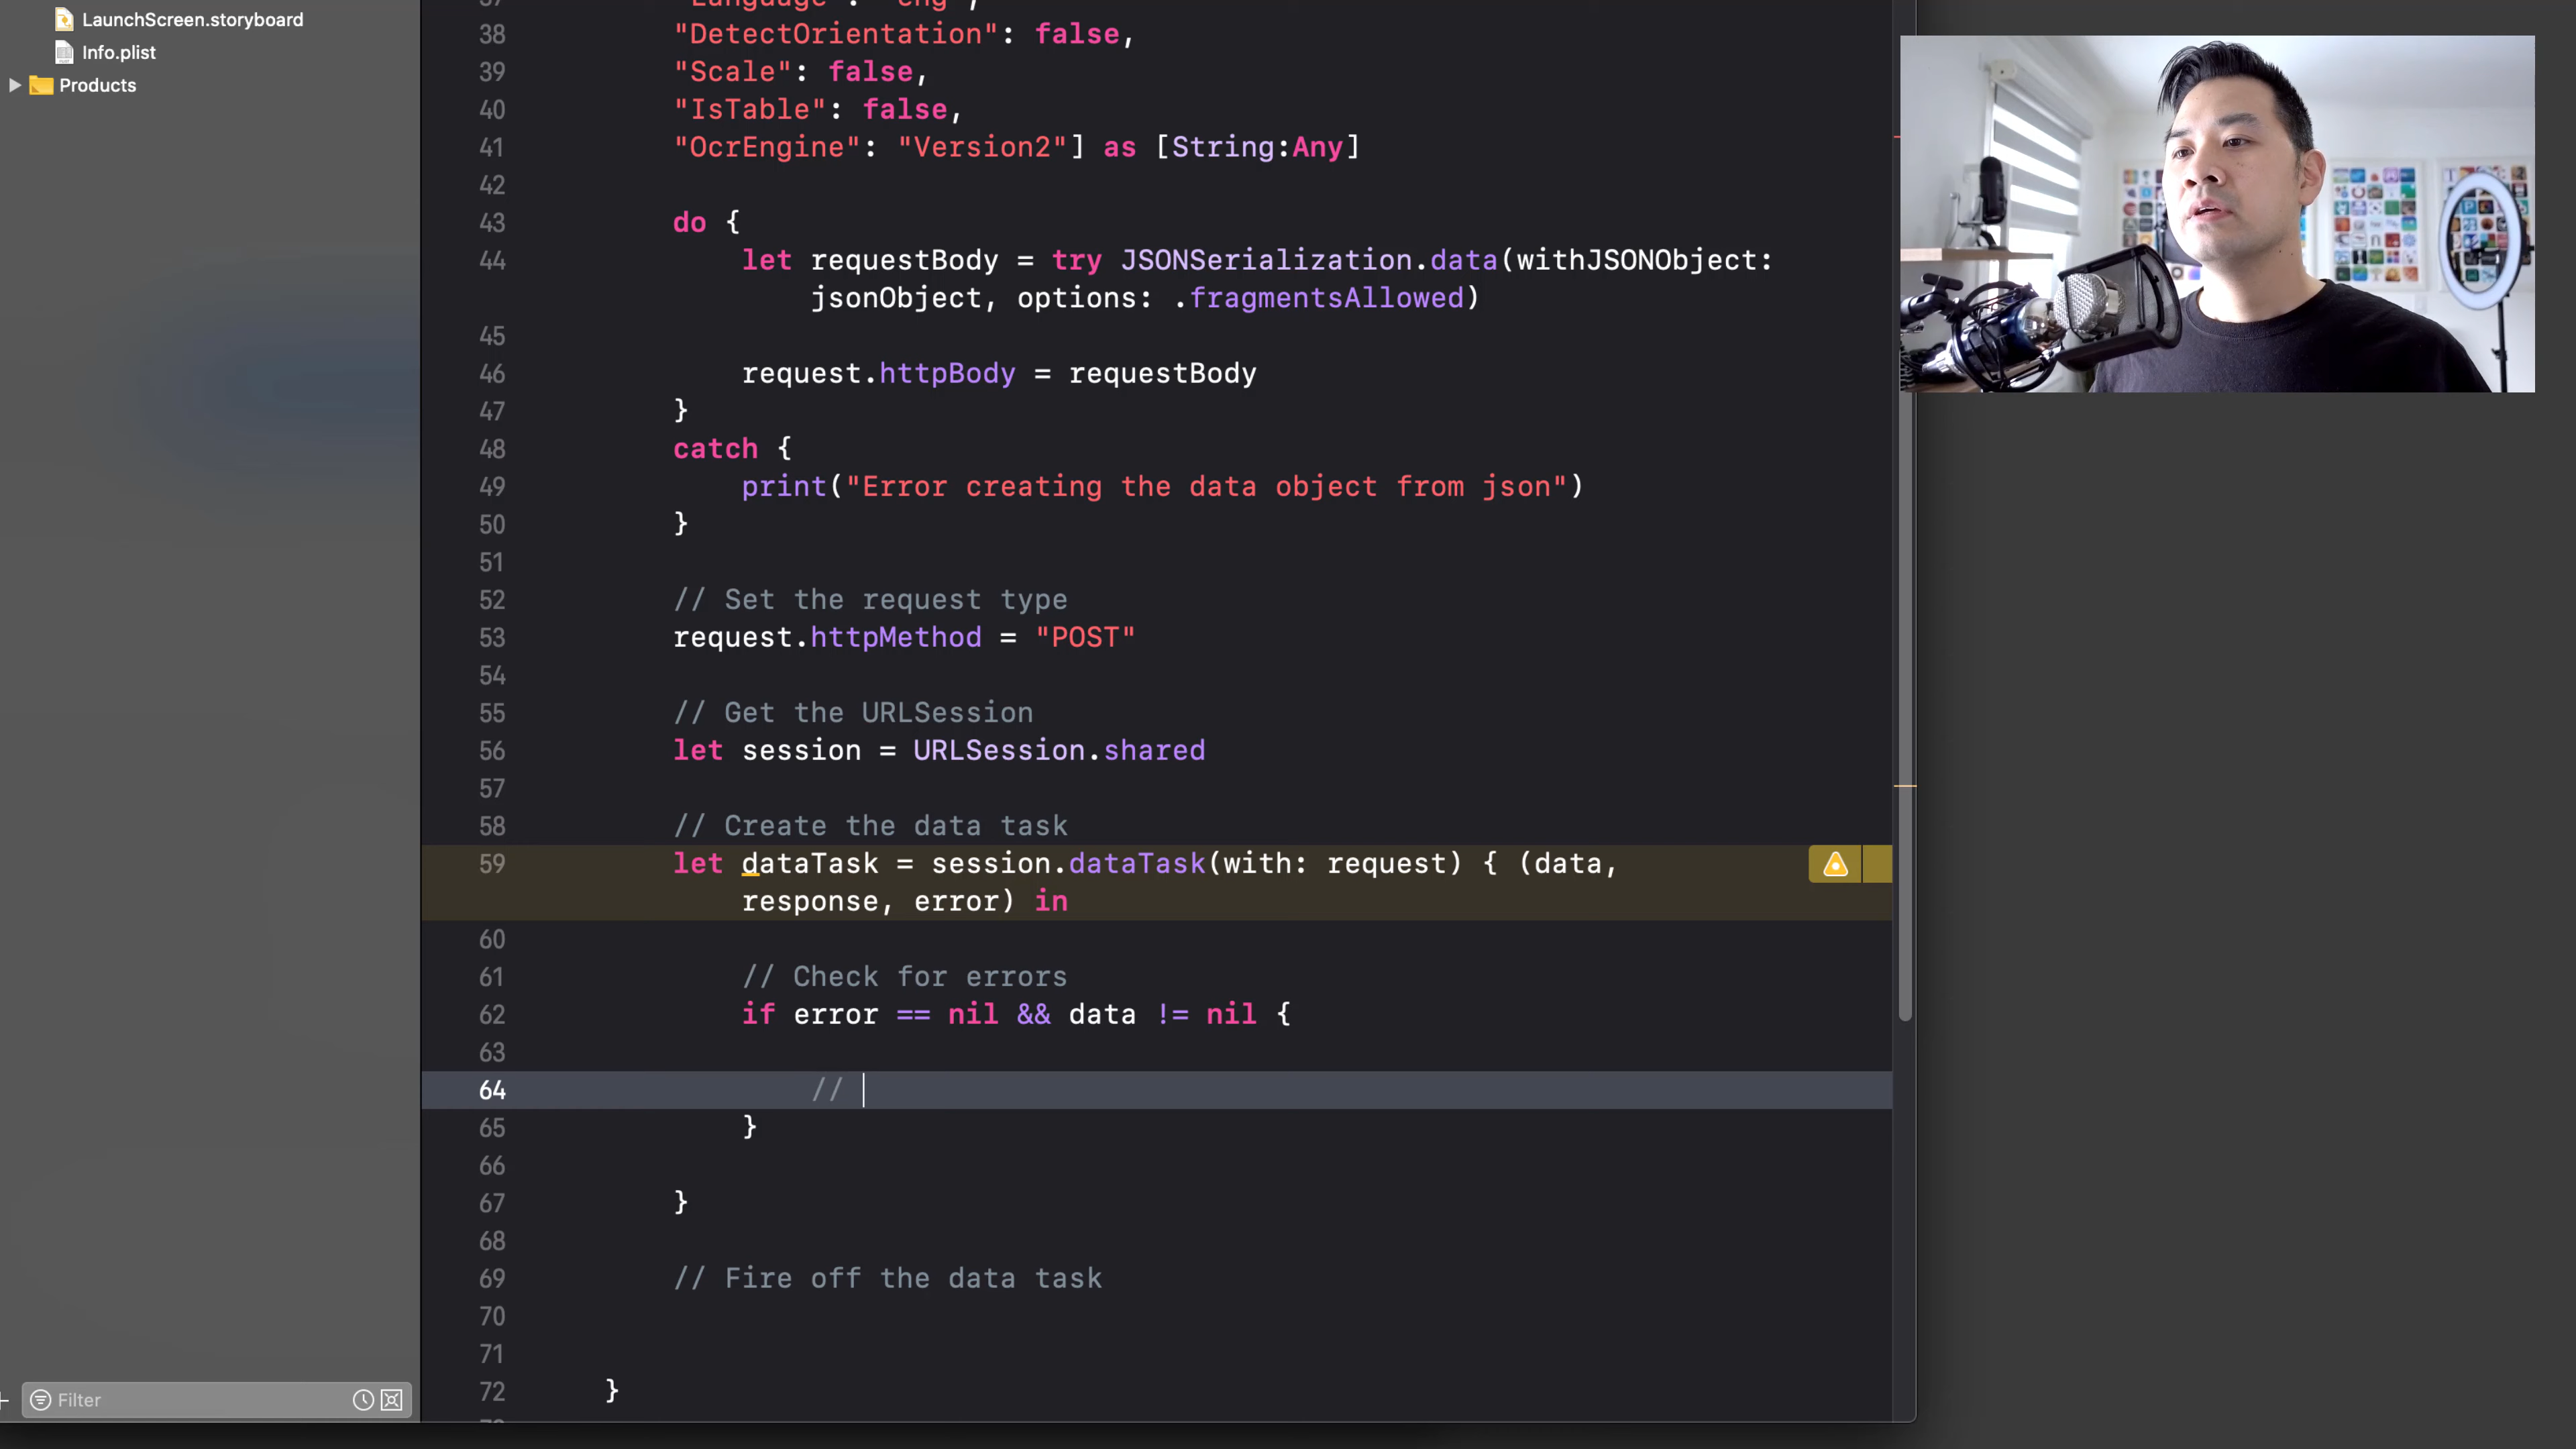 LaunchScreen.storyboard
Info.plist
Products
Filter
37 "Language": "eng",
38 "DetectOrientation": false,
39 "Scale": false,
40 "IsTable": false,
41 "OcrEngine": "Version2"] as [String:Any]
42
43 do {
44 let requestBody = try JSONSerialization.data(withJSONObject:
jsonObject, options: .fragmentsAllowed)
45
46 request.httpBody = requestBody
47 }
48 catch {
49 print("Error creating the data object from json")
50 }
51
52 // Set the request type
53 request.httpMethod = "POST"
54
55 // Get the URLSession
56 let session = URLSession.shared
57
58 // Create the data task
59 let dataTask = session.dataTask(with: request) { (data,
response, error) in
60
61 // Check for errors
62 if error == nil && data != nil {
63
64 //
65 }
66
67 }
68
69 // Fire off the data task
70
71
72 }